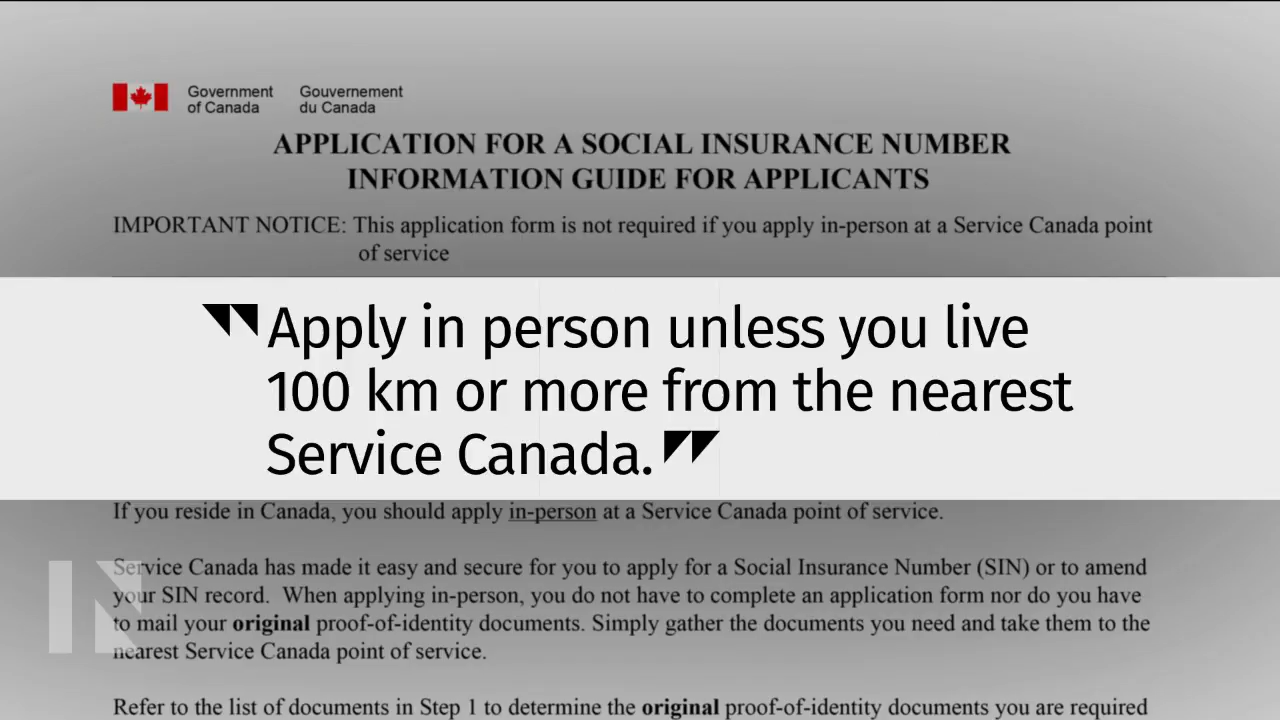 Government Gouvernement
of Canada du Canada
APPLICATION FOR A SOCIAL INSURANCE NUMBER
INFORMATION GUIDE FOR APPLICANTS
IMPORTANT NOTICE: This application form is not required if you apply in-person at a Service Canada point
of service
"Apply in person unless you live
100 km or more from the nearest
Service Canada."
If you reside in Canada, you should apply in-person at a Service Canada point of service.
Service Canada has made it easy and secure for you to apply for a Social Insurance Number (SIN) or to amend
your SIN record. When applying in-person, you do not have to complete an application form nor do you have
to mail your original proof-of-identity documents. Simply gather the documents you need and take them to the
nearest Service Canada point of service.
Refer to the list of documents in Step 1 to determine the original proof-of-identity documents you are required
IN